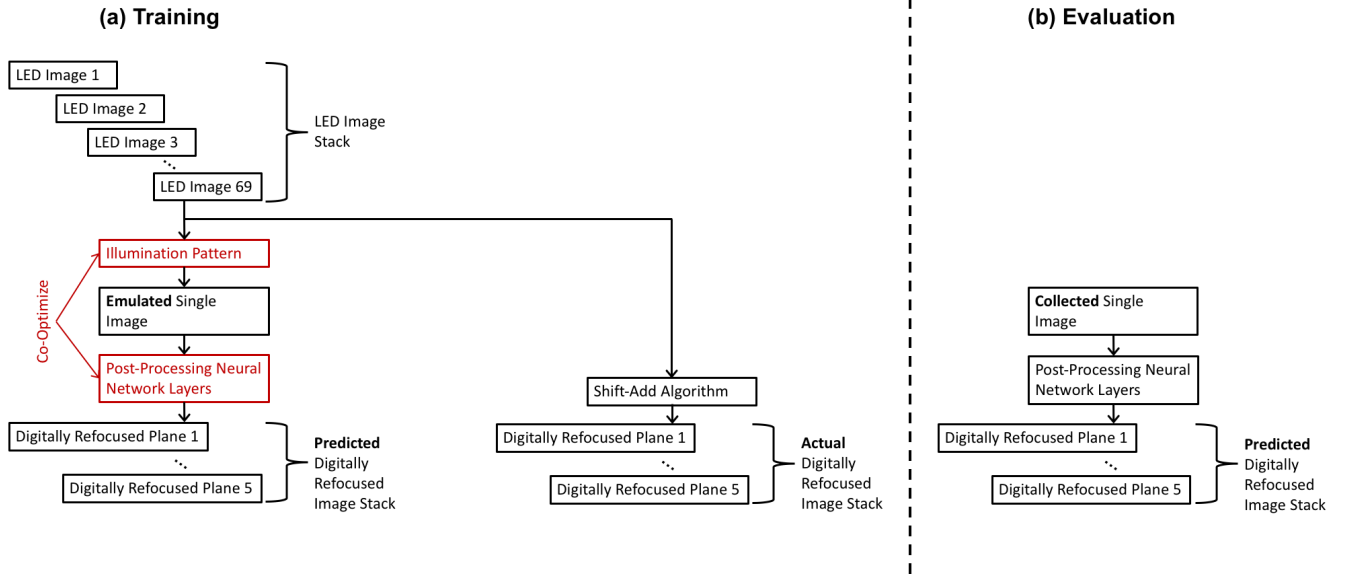 (a) Training
LED Image 1
LED Image 2
LED Image 3
LED Image 69
LED Image
Stack
Illumination Pattern
Emulated Single
Image
Co-Optimize
Post-Processing Neural
Network Layers
Digitally Refocused Plane 1
Digitally Refocused Plane 5
Predicted
Digitally
Refocused
Image Stack
Shift-Add Algorithm
Digitally Refocused Plane 1
Digitally Refocused Plane 5
Actual
Digitally
Refocused
Image Stack
(b) Evaluation
Collected Single
Image
Post-Processing Neural
Network Layers
Digitally Refocused Plane 1
Digitally Refocused Plane 5
Predicted
Digitally
Refocused
Image Stack